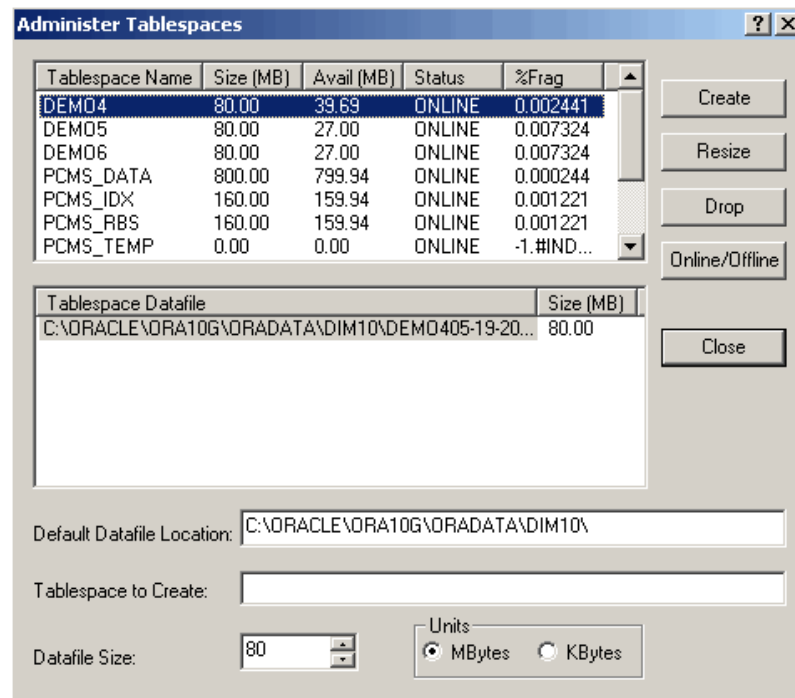 Administer Tablespaces
Tablespace Name Size (MB) Avail (MB) Status %Frag
DEMO4 80.00 39.69 ONLINE 0.002441
DEMO5 80.00 27.00 ONLINE 0.007324
DEMO6 80.00 27.00 ONLINE 0.007324
PCMS_DATA 800.00 799.94 ONLINE 0.000244
PCMS_IDX 160.00 159.94 ONLINE 0.001221
PCMS_RBS 160.00 159.94 ONLINE 0.001221
PCMS_TEMP 0.00 0.00 ONLINE -1.#IND...
Create
Resize
Drop
Online/Offline
Close
Tablespace Datafile Size (MB)
C:\ORACLE\ORA10G\ORADATA\DIM10\DEMO405-19-20... 80.00
Default Datafile Location: C:\ORACLE\ORA10G\ORADATA\DIM10\
Tablespace to Create:
Datafile Size: 80
Units
MBytes KBytes